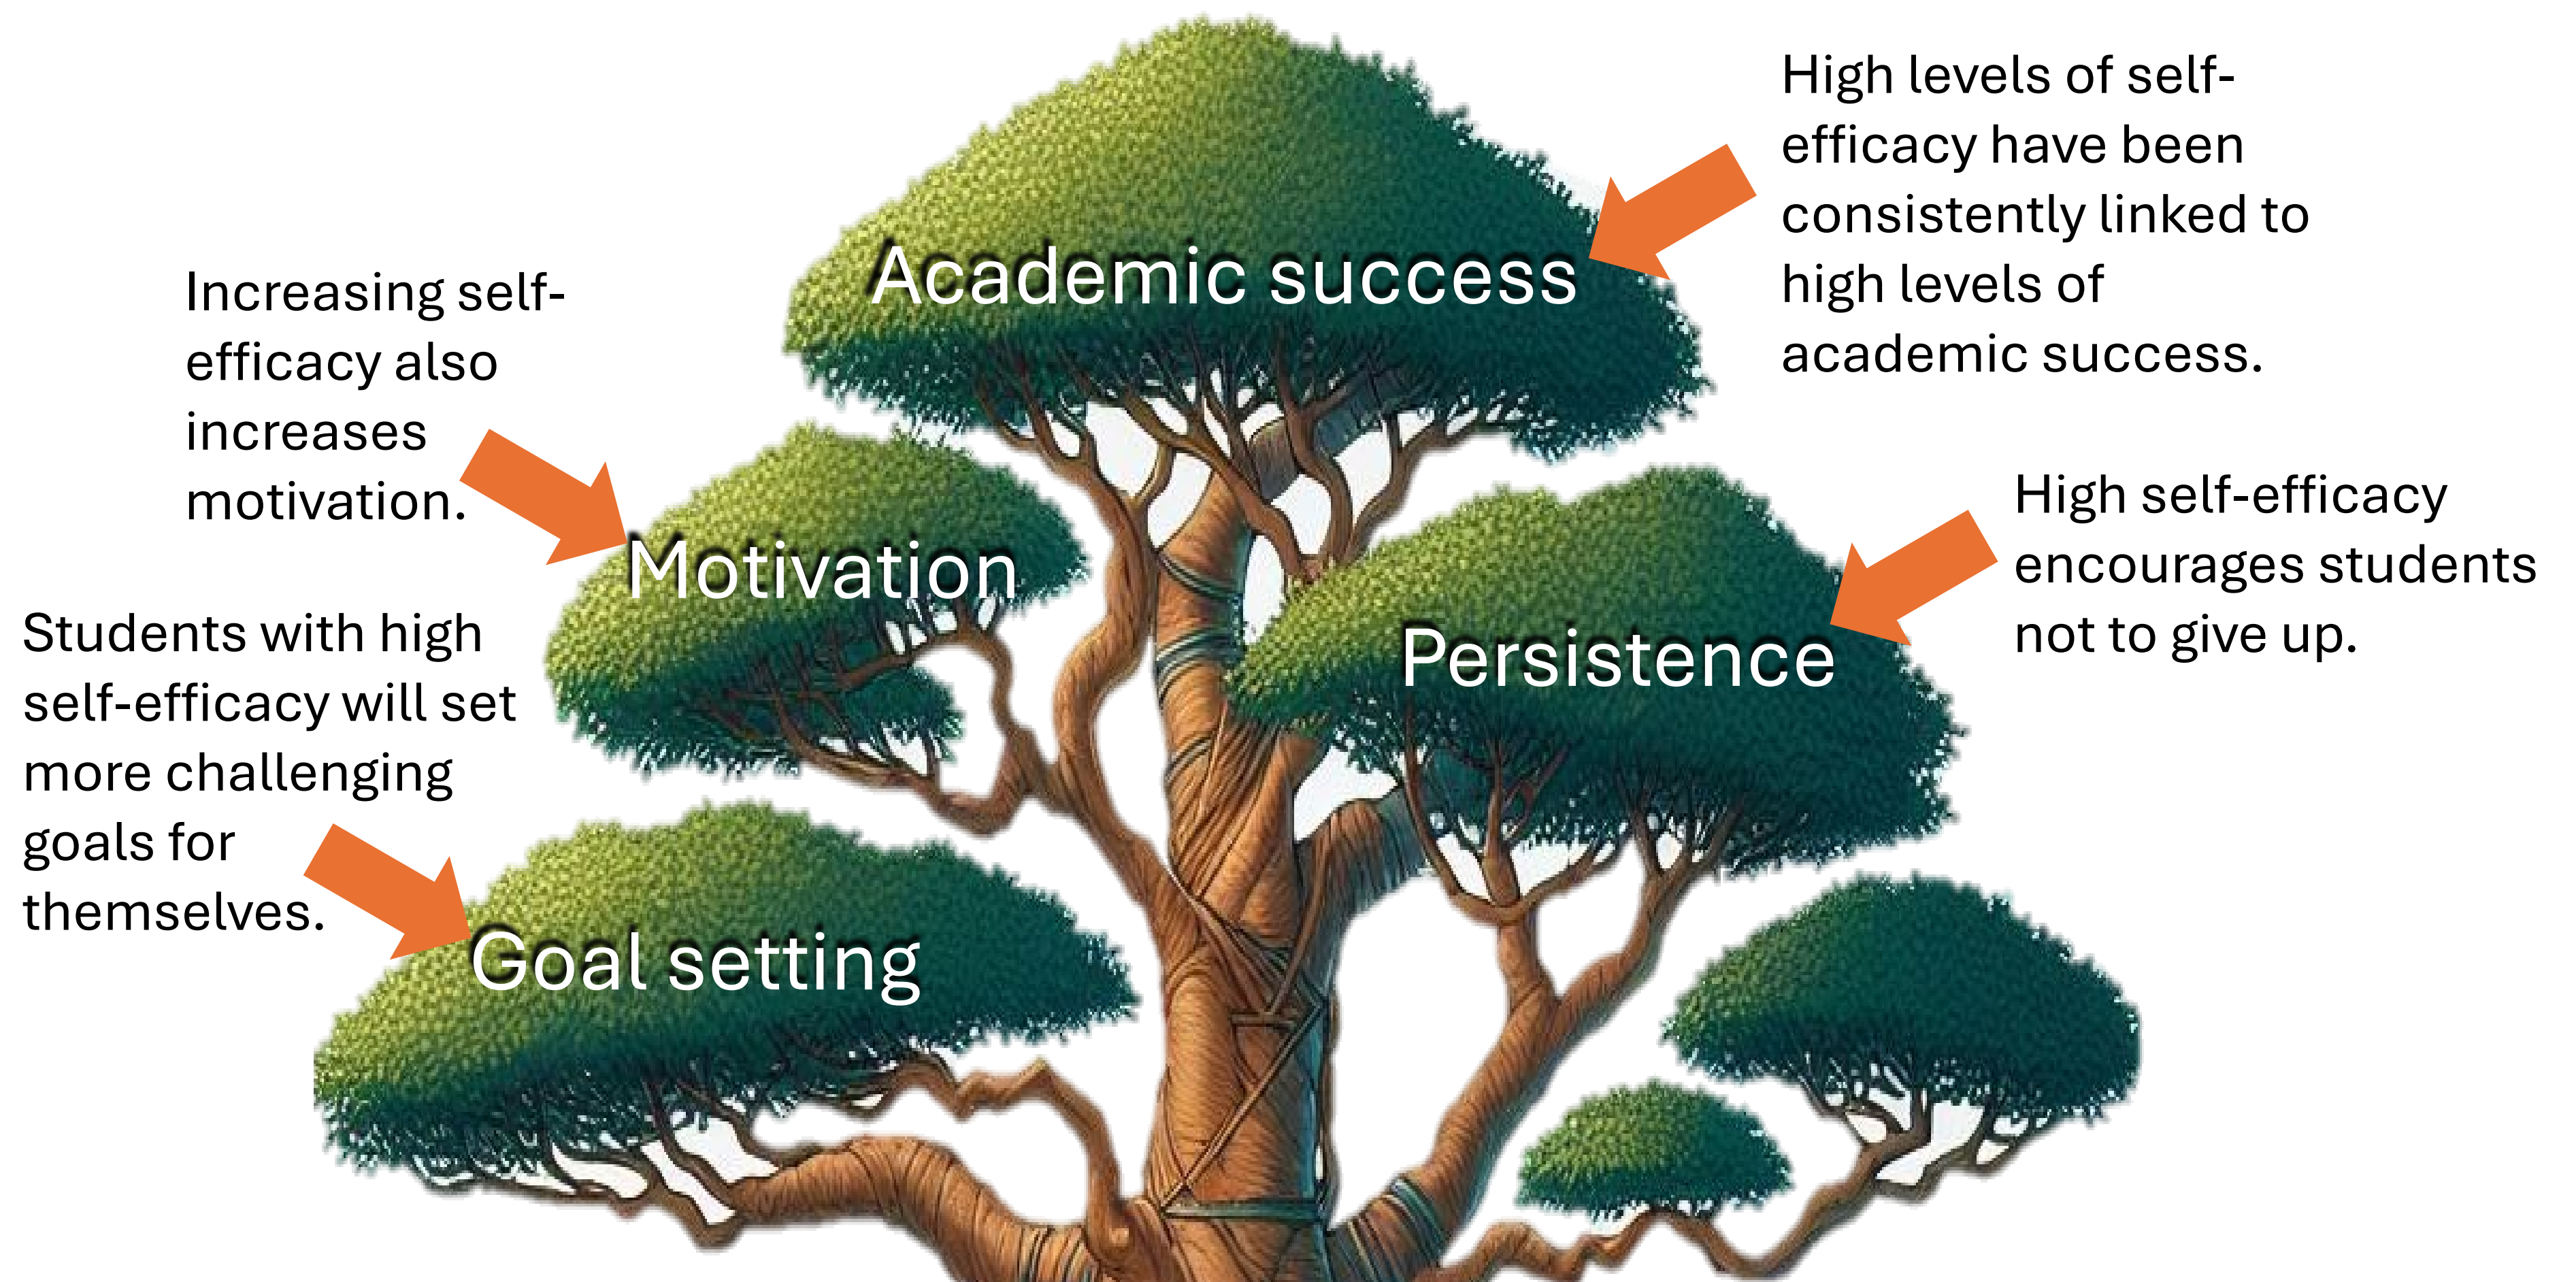 High levels of self-
efficacy have been
consistently linked to
high levels of
academic success.
Academic success
Increasing self-
efficacy also
increases
motivation.
Motivation
High self-efficacy
encourages students
not to give up.
Persistence
Students with high
self-efficacy will set
more challenging
goals for
themselves.
Goal setting